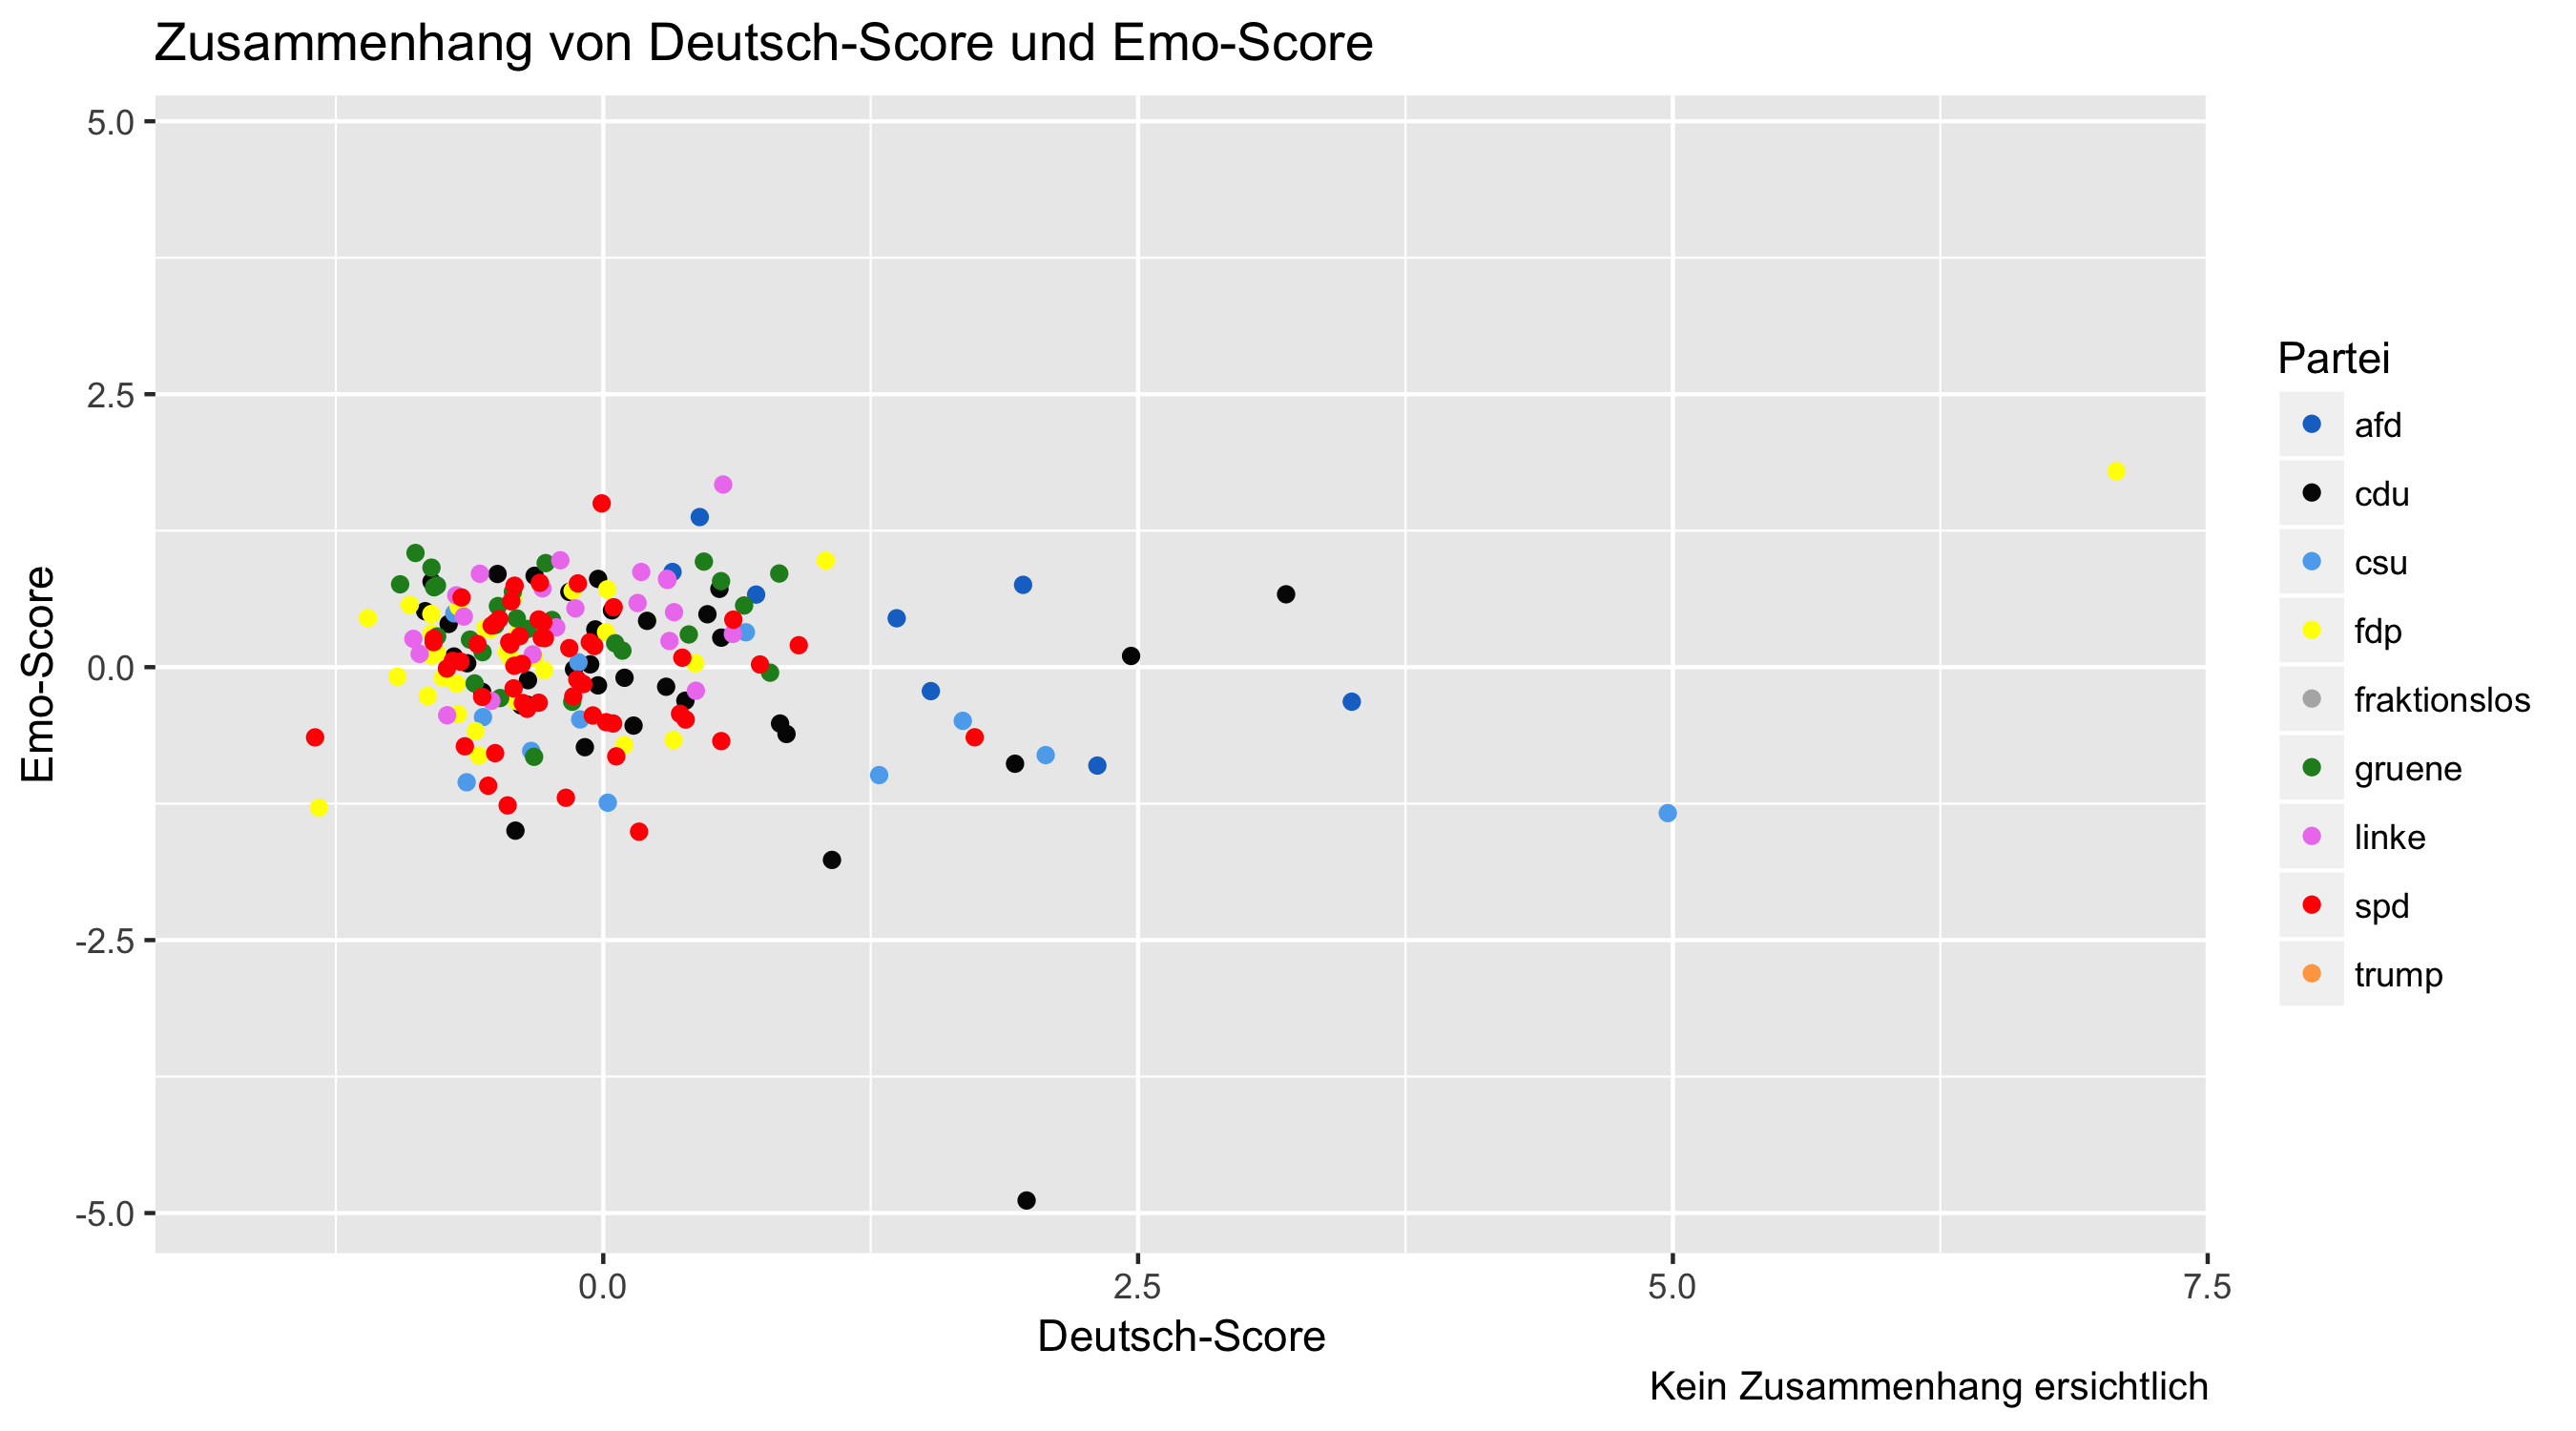 Zusammenhang von Deutsch-Score und Emo-Score
5.0
2.5
0.0
-2.5
-5.0
Emo-Score
0.0 2.5 5.0 7.5
Deutsch-Score
Kein Zusammenhang ersichtlich
Partei
afd
cdu
csu
fdp
fraktionslos
gruene
linke
spd
trump